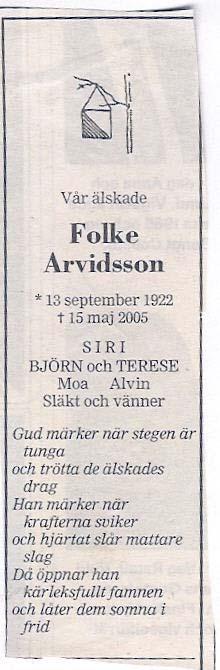 Vår älskade
Folke
Arvidsson
* 13 september 1922
† 15 maj 2005
SIRI
BJÖRN och TERESE
Moa Alvin
Släkt och vänner
Gud märker när stegen är
tunga
och trötta de älskades
drag
Han märker när
krafterna sviker
och hjärtat slår mattare
slag
Då öppnar han
kärleksfullt famnen
och låter dem somna i
frid